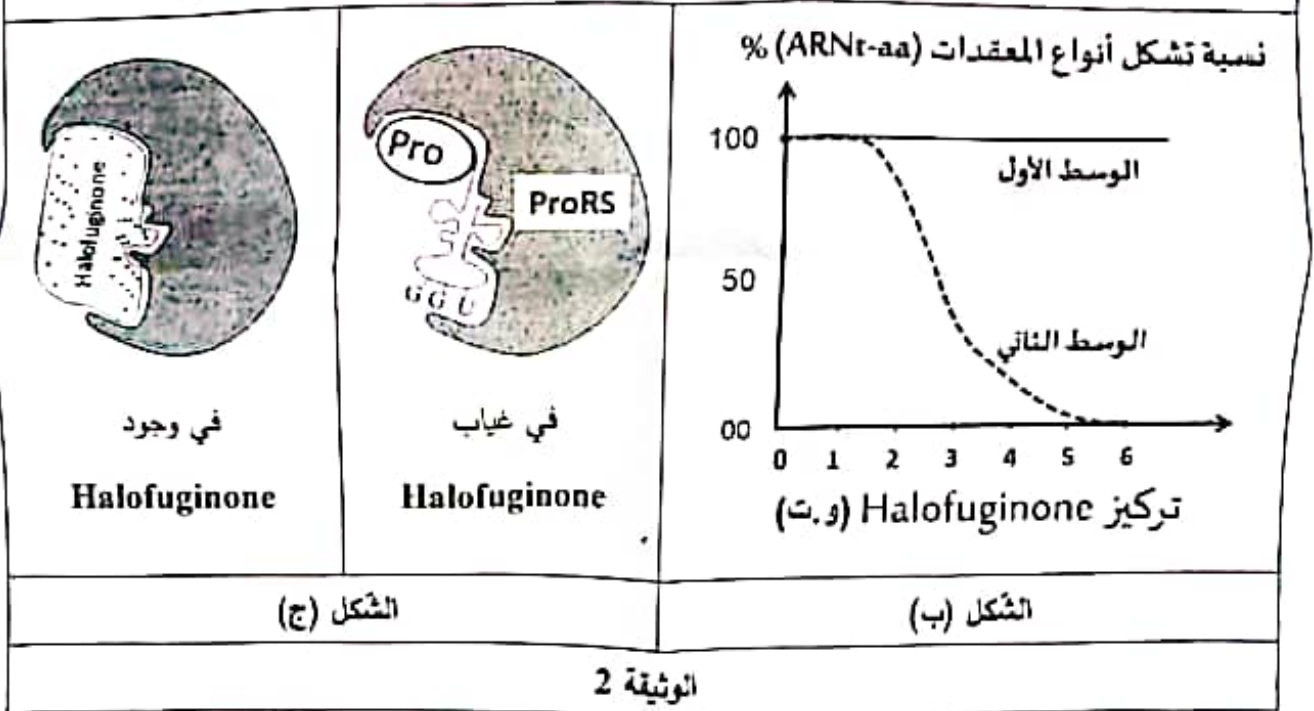 نسبة تشكل أنواع المعقدات (ARNt-aa) %
100
50
00
الوسط الأول
الوسط الثاني
0 1 2 3 4 5 6
تركيز Halofuginone (و.ت)
الشكل (ب)
Pro
ProRS
GGU
في غياب
Halofuginone
Halofuginone
في وجود
Halofuginone
الشكل (ج)
الوثيقة 2